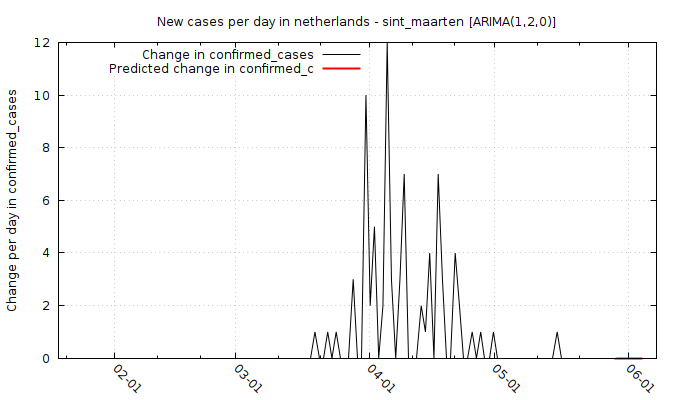 New cases per day in netherlands - sint_maarten [ARIMA(1,2,0)]
Change in confirmed_cases
Predicted change in confirmed_c
Change per day in confirmed_cases
12
10
8
6
4
2
0
02-01 03-01 04-01 05-01 06-01